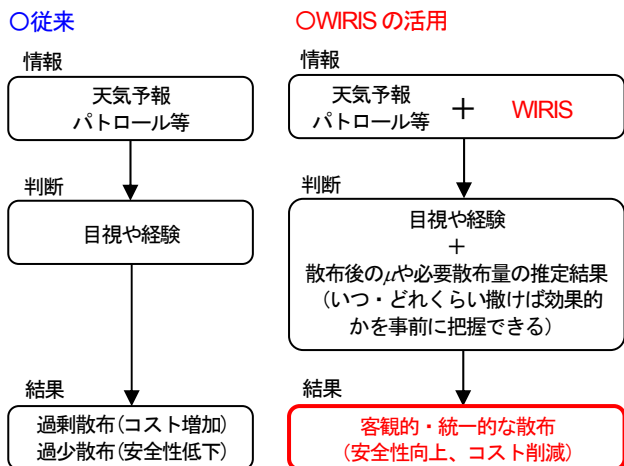 ○従来
情報
天気予報
パトロール等
判断
目視や経験
結果
過剰散布(コスト増加)
過少散布(安全性低下)
○WIRISの活用
情報
天気予報
パトロール等
+
WIRIS
判断
目視や経験
+
散布後のμや必要散布量の推定結果
(いつ・どれくらい撒けば効果的
かを事前に把握できる)
結果
客観的・統一的な散布
(安全性向上、コスト削減)